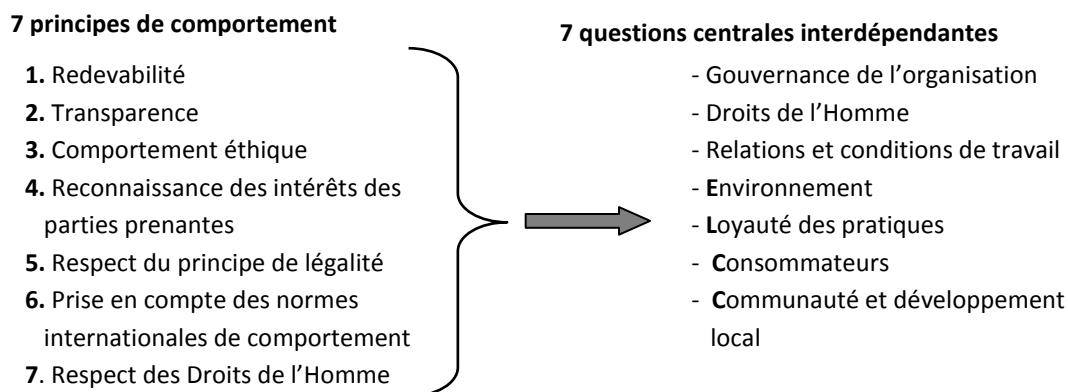 7 principes de comportement
1. Redevabilité
2. Transparence
3. Comportement éthique
4. Reconnaissance des intérêts des
parties prenantes
5. Respect du principe de légalité
6. Prise en compte des normes
internationales de comportement
7. Respect des Droits de l’Homme
7 questions centrales interdépendantes
- Gouvernance de l’organisation
- Droits de l’Homme
- Relations et conditions de travail
- Environnement
- Loyauté des pratiques
- Consommateurs
- Communauté et développement
local